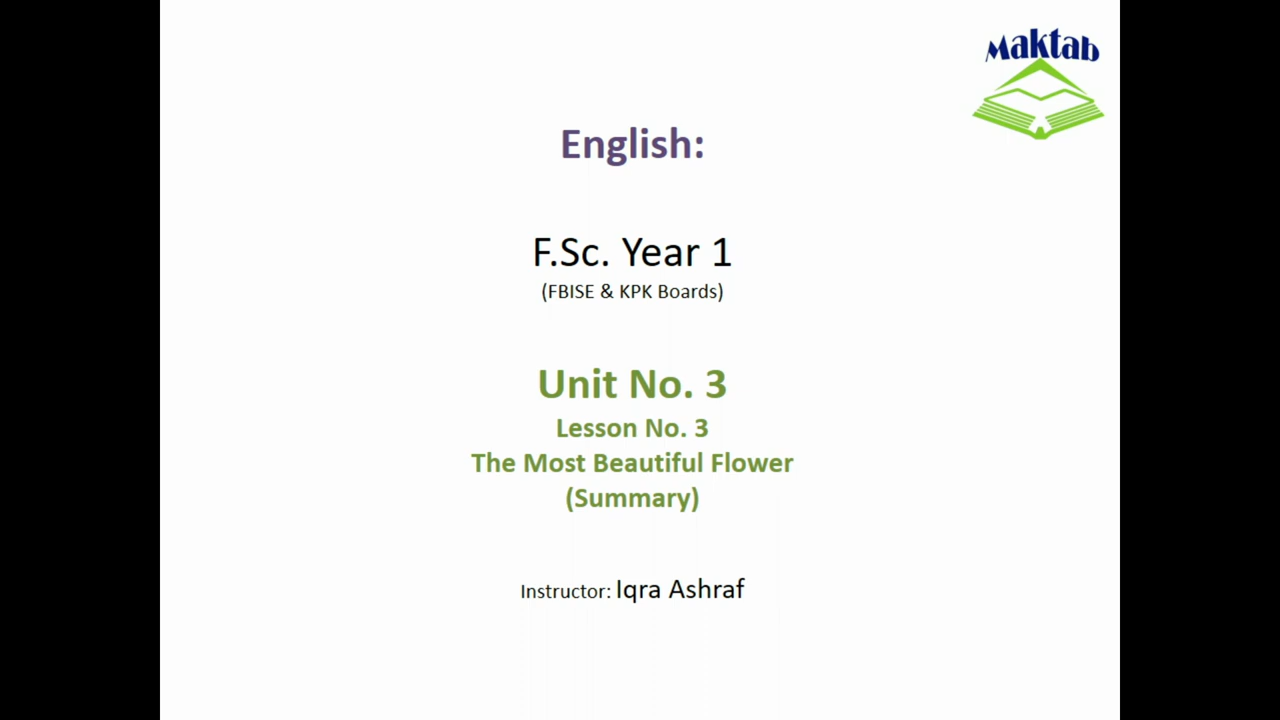 Maktab
English:
F.Sc. Year 1
(FBISE & KPK Boards)
Unit No. 3
Lesson No. 3
The Most Beautiful Flower
(Summary)
Instructor: Iqra Ashraf